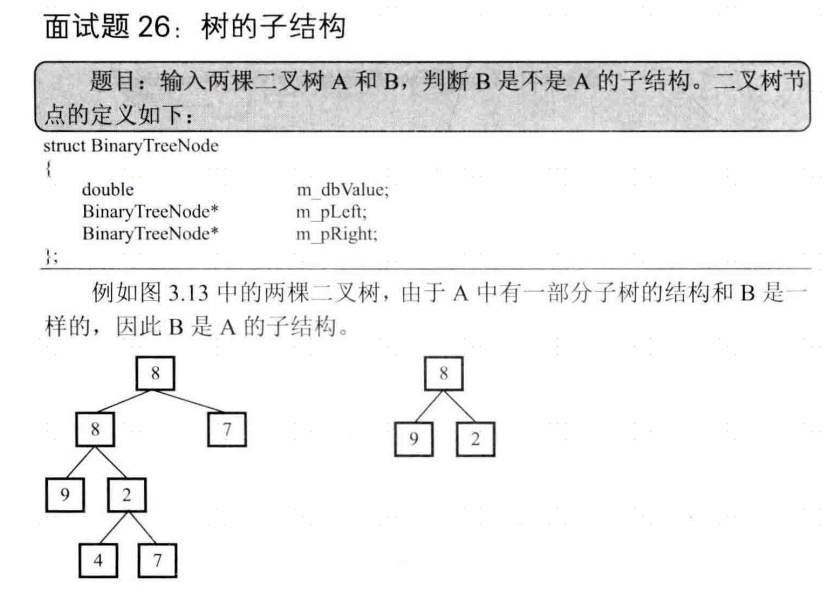 面试题 26：树的子结构
题目：输入两棵二叉树 A 和 B，判断 B 是不是 A 的子结构。二叉树节
点的定义如下：
struct BinaryTreeNode
{
double m_dbValue;
BinaryTreeNode* m_pLeft;
BinaryTreeNode* m_pRight;
};
例如图 3.13 中的两棵二叉树，由于 A 中有一部分子树的结构和 B 是一
样的，因此 B 是 A 的子结构。
8 8
8 7 9 2
9 2
4 7